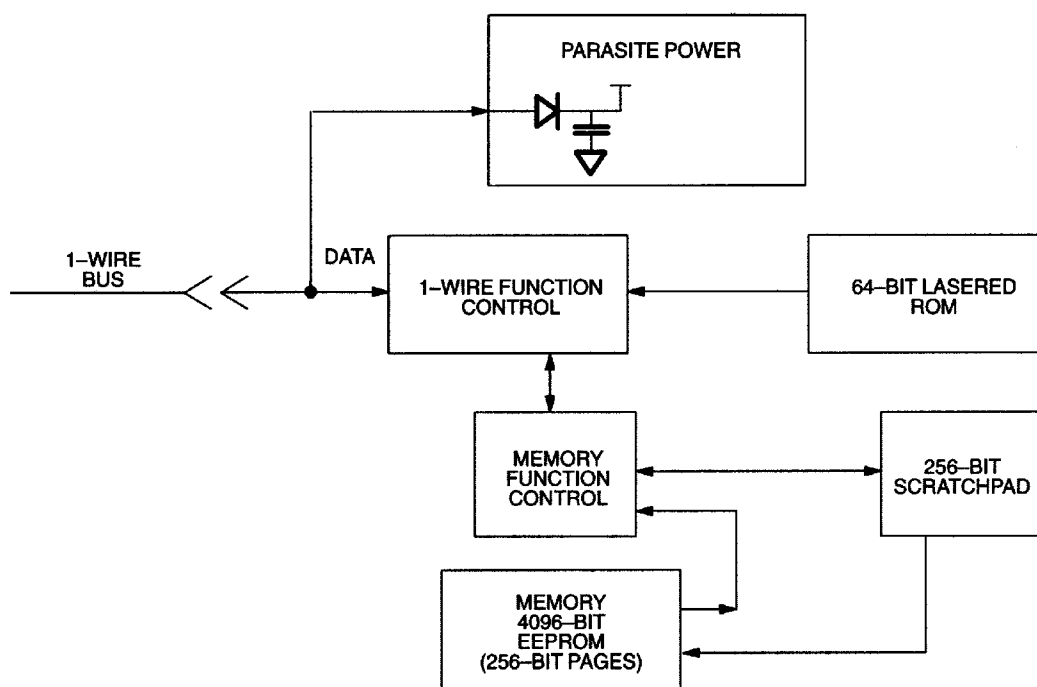 PARASITE POWER
1–WIRE
BUS
DATA
1–WIRE FUNCTION
CONTROL
64–BIT LASERED
ROM
MEMORY
FUNCTION
CONTROL
256–BIT
SCRATCHPAD
MEMORY
4096–BIT
EEPROM
(256–BIT PAGES)